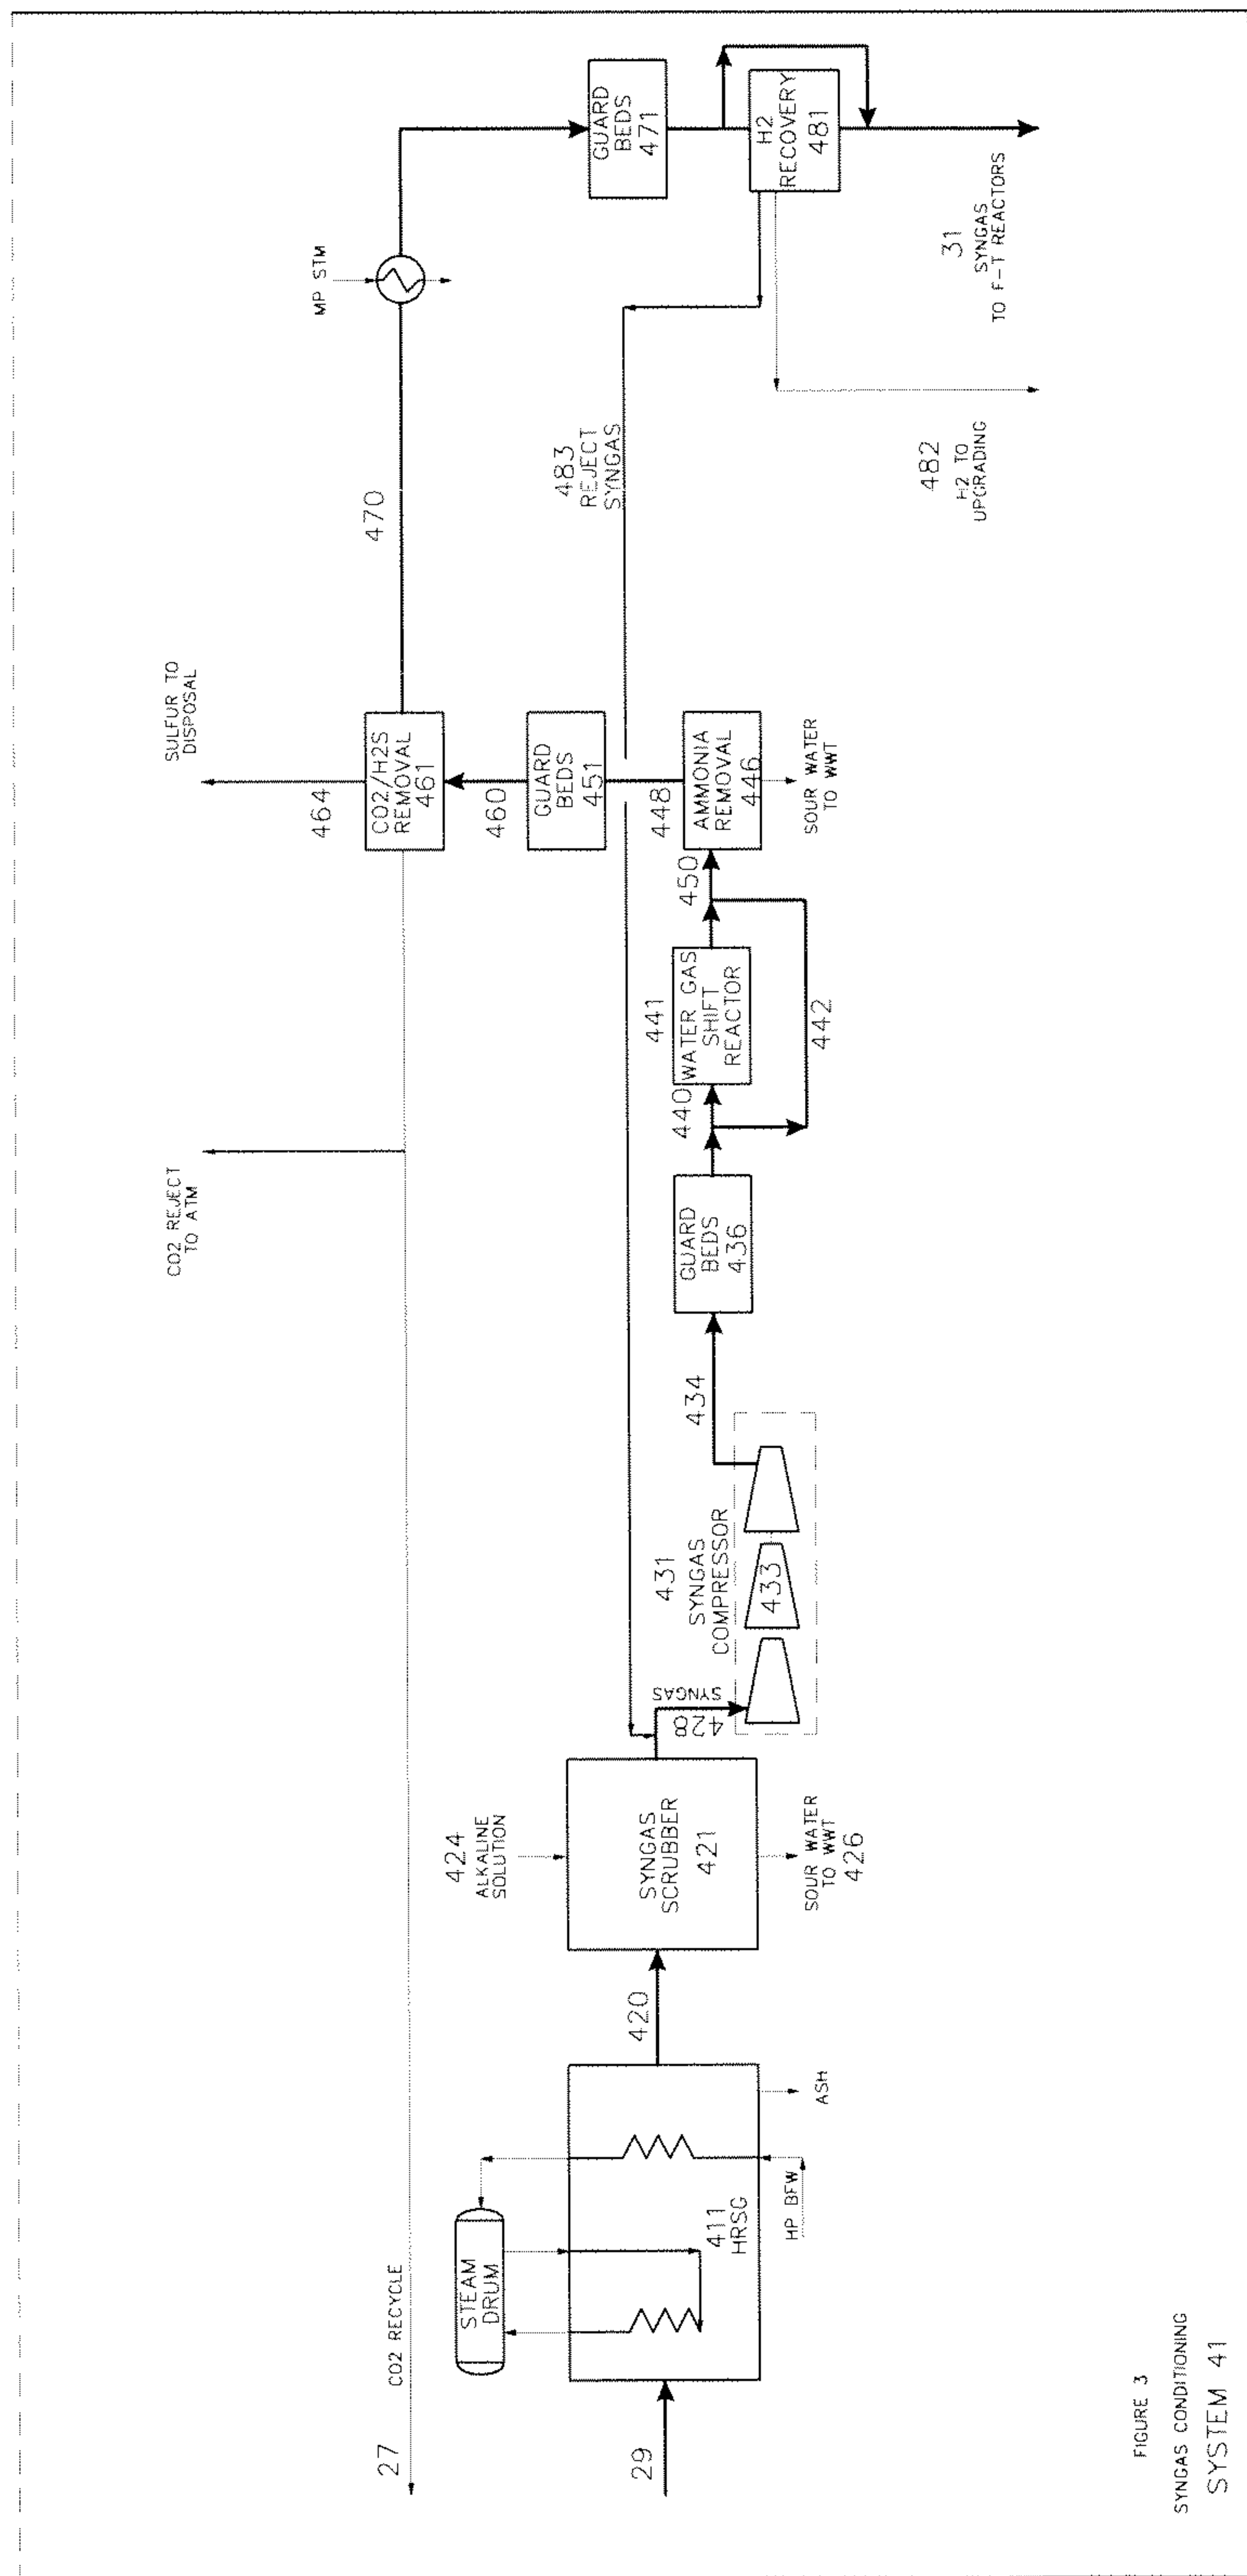 27
CO2 RECYCLE
CO2 REJECT
TO ATM
SULFUR TO
DISPOSAL
464
CO2/H2S
REMOVAL
461
470
MP STM
29
STEAM
DRUM
411
HRSG
HP BFW
ASH
420
424
ALKALINE
SOLUTION
SYNGAS
SCRUBBER
421
SOUR WATER
TO WWT
426
SYNGAS
428
431
SYNGAS
COMPRESSOR
433
434
GUARD
BEDS
436
440
441
WATER GAS
SHIFT
REACTOR
442
450
AMMONIA
REMOVAL
446
SOUR WATER
TO WWT
448
GUARD
BEDS
451
460
483
REJECT
SYNGAS
GUARD
BEDS
471
H2
RECOVERY
481
482
H2 TO
UPGRADING
31
SYNGAS
TO F-T REACTORS
FIGURE 3
SYNGAS CONDITIONING
SYSTEM 41